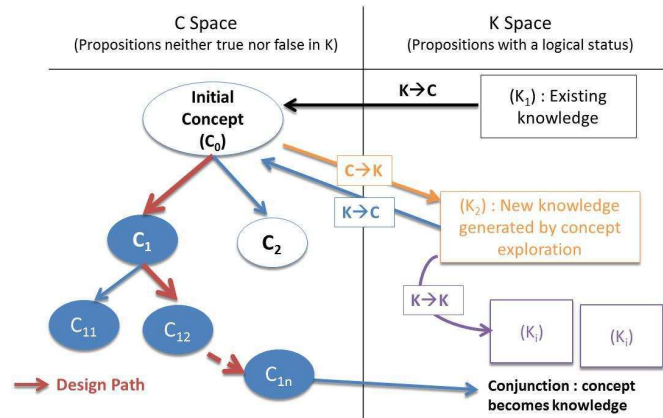 C Space
(Propositions neither true nor false in K)
K Space
(Propositions with a logical status)
Initial
Concept
(C₀)
K→C
(K₁) : Existing
knowledge
C→K
K→C
(K₂) : New knowledge
generated by concept
exploration
C₁
C₂
K→K
C₁₁
C₁₂
(Kᵢ)
(Kᵢ)
C₁ₙ
Design Path
Conjunction : concept
becomes knowledge